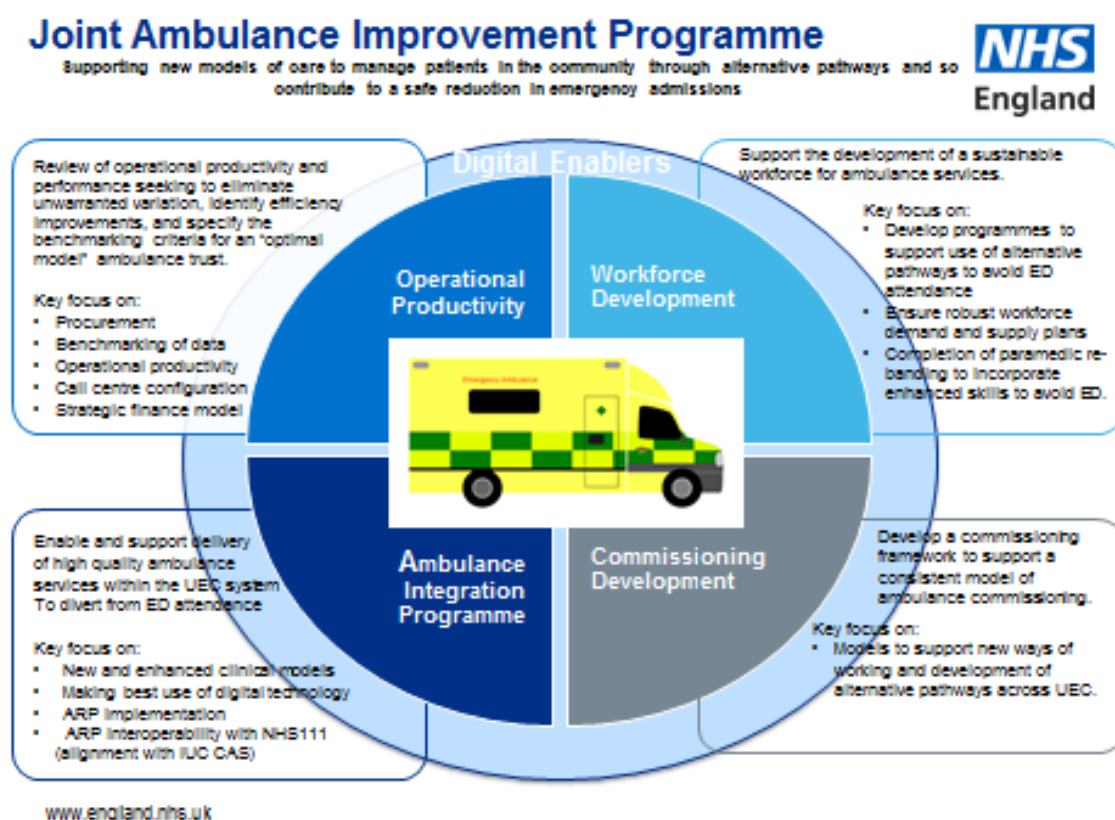 Joint Ambulance Improvement Programme
Supporting new models of care to manage patients in the community through alternative pathways and so
contribute to a safe reduction in emergency admissions
NHS
England
Digital Enablers
Review of operational productivity and
performance seeking to eliminate
unwarranted variation, identify efficiency
improvements, and specify the
benchmarking criteria for an "optimal
model" ambulance trust.
Key focus on:
▪ Procurement
▪ Benchmarking of data
▪ Operational productivity
▪ Call centre configuration
▪ Strategic finance model
Operational
Productivity
Workforce
Development
Support the development of a sustainable
workforce for ambulance services.
Key focus on:
• Develop programmes to
support use of alternative
pathways to avoid ED
attendance
• Ensure robust workforce
demand and supply plans
• Completion of paramedic re-
banding to incorporate
enhanced skills to avoid ED.
Emergency Ambulance
Enable and support delivery
of high quality ambulance
services within the UEC system
To divert from ED attendance
Key focus on:
▪ New and enhanced clinical models
▪ Making best use of digital technology
▪ ARP Implementation
▪ ARP Interoperability with NHS111
(alignment with IUC CAS)
Ambulance
Integration
Programme
Commissioning
Development
Develop a commissioning
framework to support a
consistent model of
ambulance commissioning.
Key focus on:
• Models to support new ways of
working and development of
alternative pathways across UEC.
www.england.nhs.uk